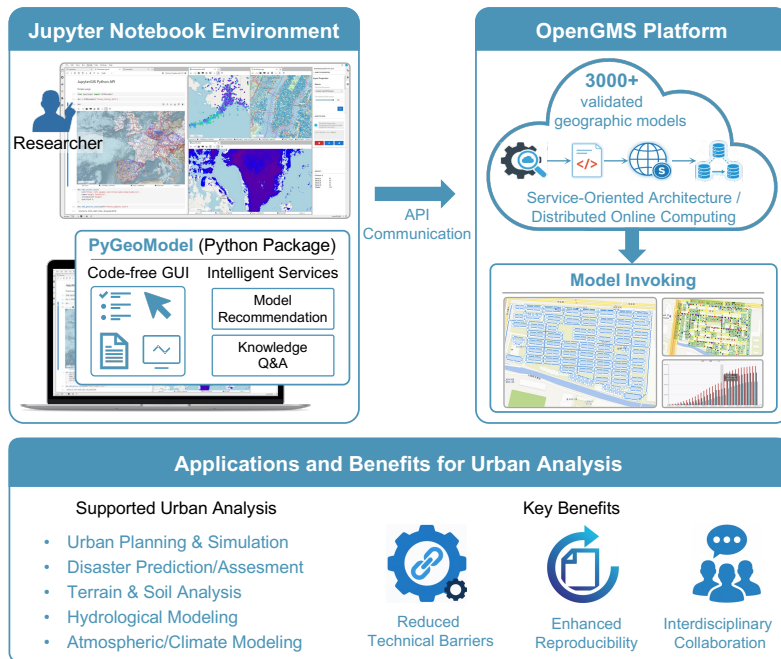 Jupyter Notebook Environment
JupyterGIS Python API
Researcher
PyGeoModel (Python Package)
Code-free GUI
Intelligent Services
Model
Recommendation
Knowledge
Q&A
API
Communication
OpenGMS Platform
3000+
validated
geographic models
</>
S
Service-Oriented Architecture /
Distributed Online Computing
Model Invoking
Applications and Benefits for Urban Analysis
Supported Urban Analysis
• Urban Planning & Simulation
• Disaster Prediction/Assesment
• Terrain & Soil Analysis
• Hydrological Modeling
• Atmospheric/Climate Modeling
Key Benefits
Reduced
Technical Barriers
Enhanced
Reproducibility
Interdisciplinary
Collaboration